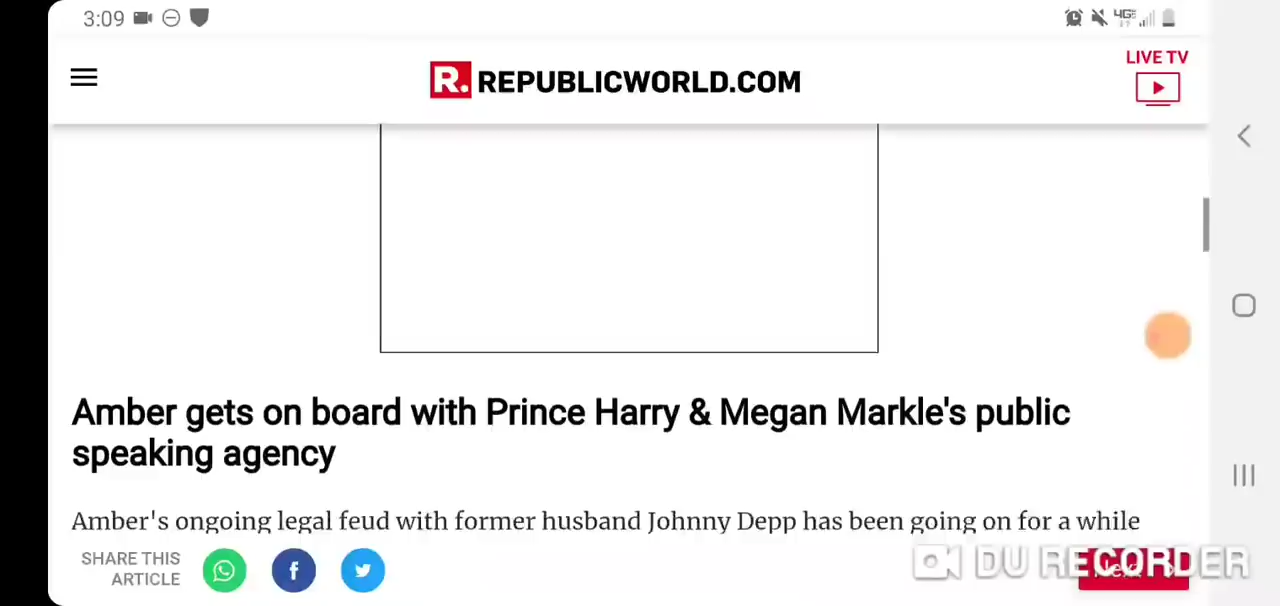 3:09
4G
LIVE TV
R. REPUBLICWORLD.COM
Amber gets on board with Prince Harry & Megan Markle's public
speaking agency
Amber's ongoing legal feud with former husband Johnny Depp has been going on for a while
SHARE THIS
ARTICLE
DU RECORDER